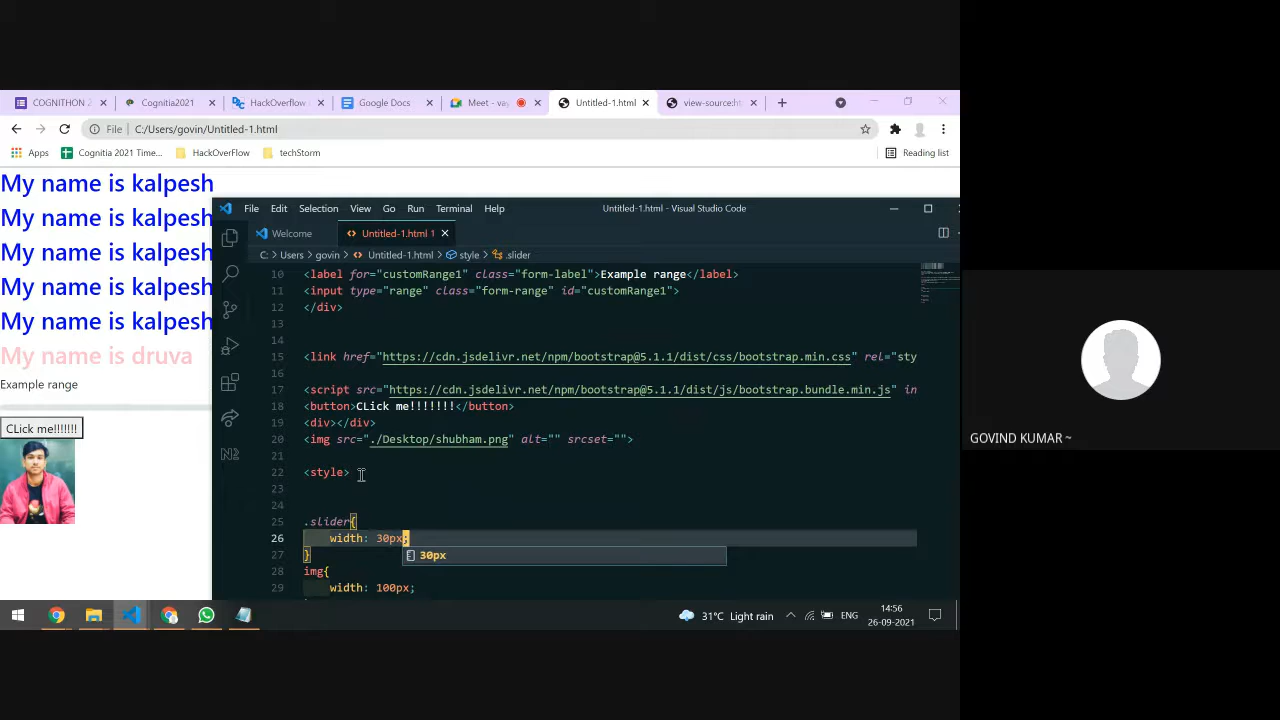 COGNITHON 2
Cognitia2021
HackOverflow
Google Docs
Meet - vay
Untitled-1.html
view-source:ht
File
C:/Users/govin/Untitled-1.html
Apps
Cognitia 2021 Time...
HackOverFlow
techStorm
Reading list
My name is kalpesh
My name is kalpesh
My name is kalpesh
My name is kalpesh
My name is kalpesh
My name is druva
Example range
CLick me!!!!!!!
File Edit Selection View Go Run Terminal Help
Untitled-1.html - Visual Studio Code
Welcome
Untitled-1.html 1
C: > Users > govin > Untitled-1.html > style > .slider
10 <label for="customRange1" class="form-label">Example range</label>
11 <input type="range" class="form-range" id="customRange1">
12 </div>
13
14
15 <link href="https://cdn.jsdelivr.net/npm/bootstrap@5.1.1/dist/css/bootstrap.min.css" rel="sty
16
17 <script src="https://cdn.jsdelivr.net/npm/bootstrap@5.1.1/dist/js/bootstrap.bundle.min.js" in
18 <button>CLick me!!!!!!!</button>
19 <div></div>
20 <img src="./Desktop/shubham.png" alt="" srcset="">
21
22 <style>
23
24
25 .slider{
26 width: 30px;
30px
27 }
28 img{
29 width: 100px;
31°C Light rain
ENG
14:56
26-09-2021
GOVIND KUMAR ~